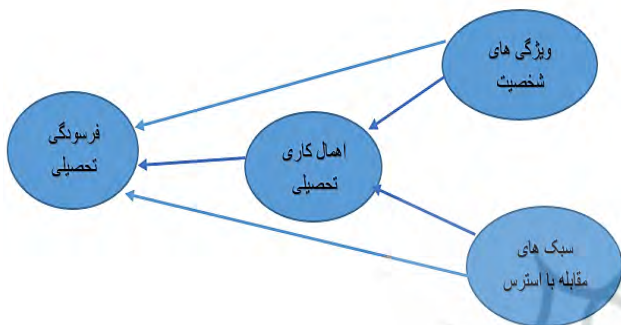 ویژگی های
شخصیت
اهمال کاری
تحصیلی
فرسودگی
تحصیلی
سبک های
مقابله با استرس